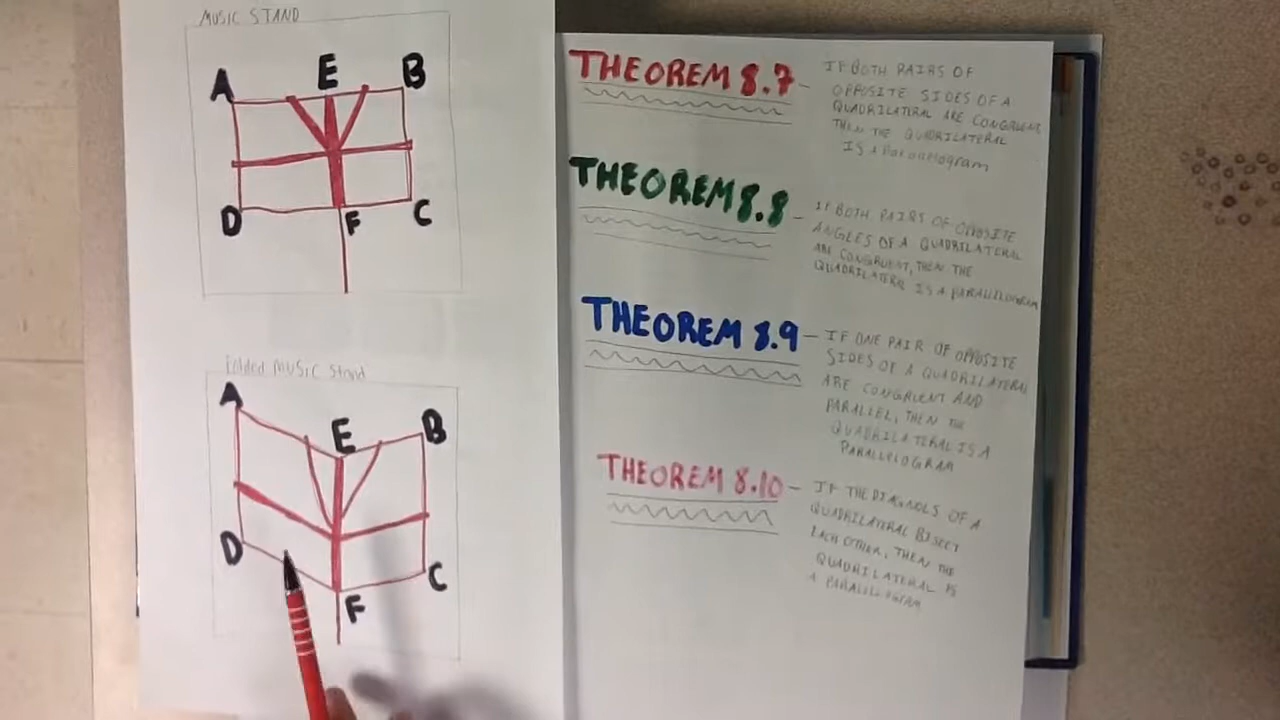 MUSIC STAND
A E B
D F C
Folded MUSIC Stand
A E B
D F C
THEOREM 8.7 - IF BOTH PAIRS OF
OPPOSITE SIDES OF A
QUADRILATERAL ARE CONGRUENT
THEN THE QUADRILATERAL
IS A Parallelogram
THEOREM 8.8 - IF BOTH PAIRS OF OPPOSITE
ANGLES OF A QUADRILATERAL
ARE CONGRUENT, THEN THE
QUADRILATERAL IS A PARALLELOGRAM
THEOREM 8.9 - IF ONE PAIR OF OPPOSITE
SIDES OF A QUADRILATERAL
ARE CONGRUENT AND
PARALLEL, THEN THE
QUADRILATERAL IS A
PARALLELOGRAM
THEOREM 8.10 - IF THE DIAGNOLS OF A
QUADRILATERAL BISECT
EACH OTHER, THEN THE
QUADRILATERAL IS
A PARALLELOGRAM